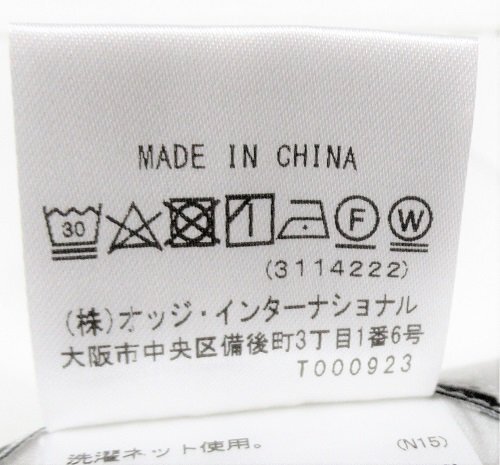 MADE IN CHINA
30 F W
(3114222)
(株)オッジ・インターナショナル
大阪市中央区備後町3丁目1番6号
T000923
洗濯ネット使用。 (N15)